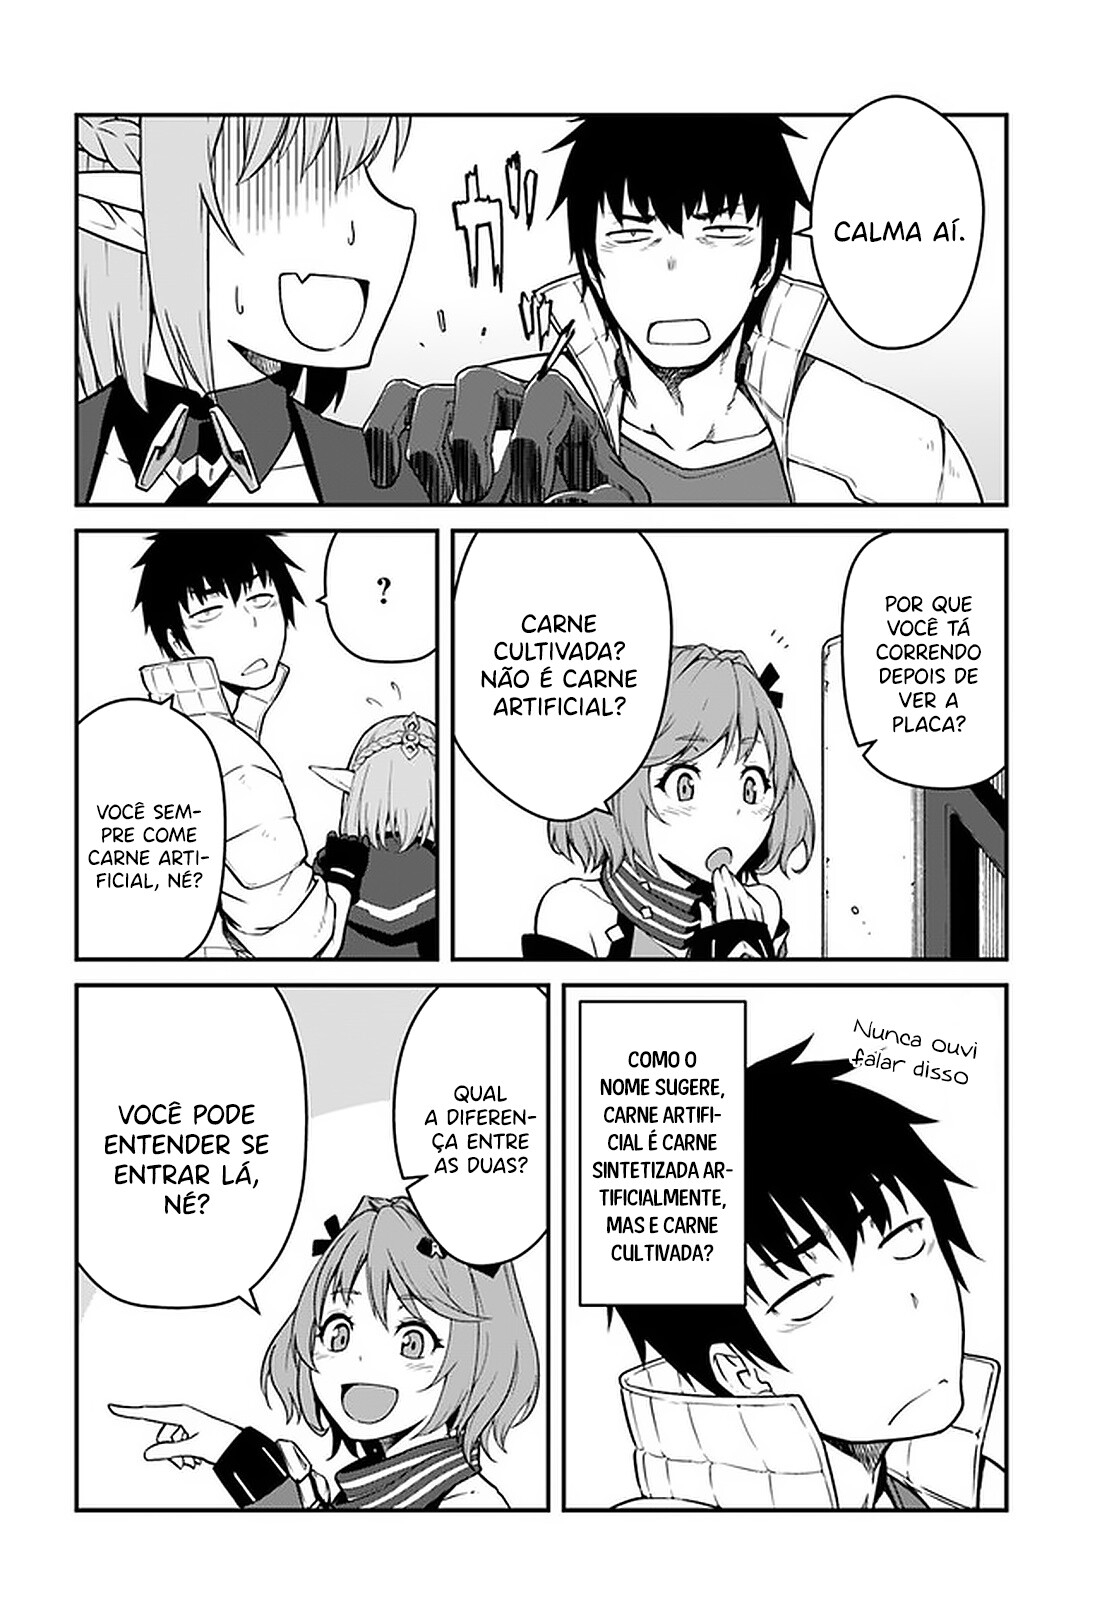 CALMA AÍ.
POR QUE
VOCÊ TÁ
CORRENDO
DEPOIS DE
VER A
PLACA?
CARNE
CULTIVADA?
NÃO É CARNE
ARTIFICIAL?
?
VOCÊ SEM-
PRE COME
CARNE ARTI-
FICIAL, NÉ?
Nunca ouvi
falar disso
COMO O
NOME SUGERE,
CARNE ARTIFI-
CIAL É CARNE
SINTETIZADA AR-
TIFICIALMENTE,
MAS E CARNE
CULTIVADA?
QUAL
A DIFEREN-
ÇA ENTRE
AS DUAS?
VOCÊ PODE
ENTENDER SE
ENTRAR LÁ,
NÉ?